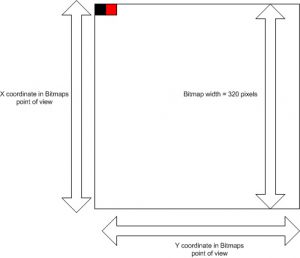 X coordinate in Bitmaps
point of view
Bitmap width = 320 pixels
Y coordinate in Bitmaps
point of view